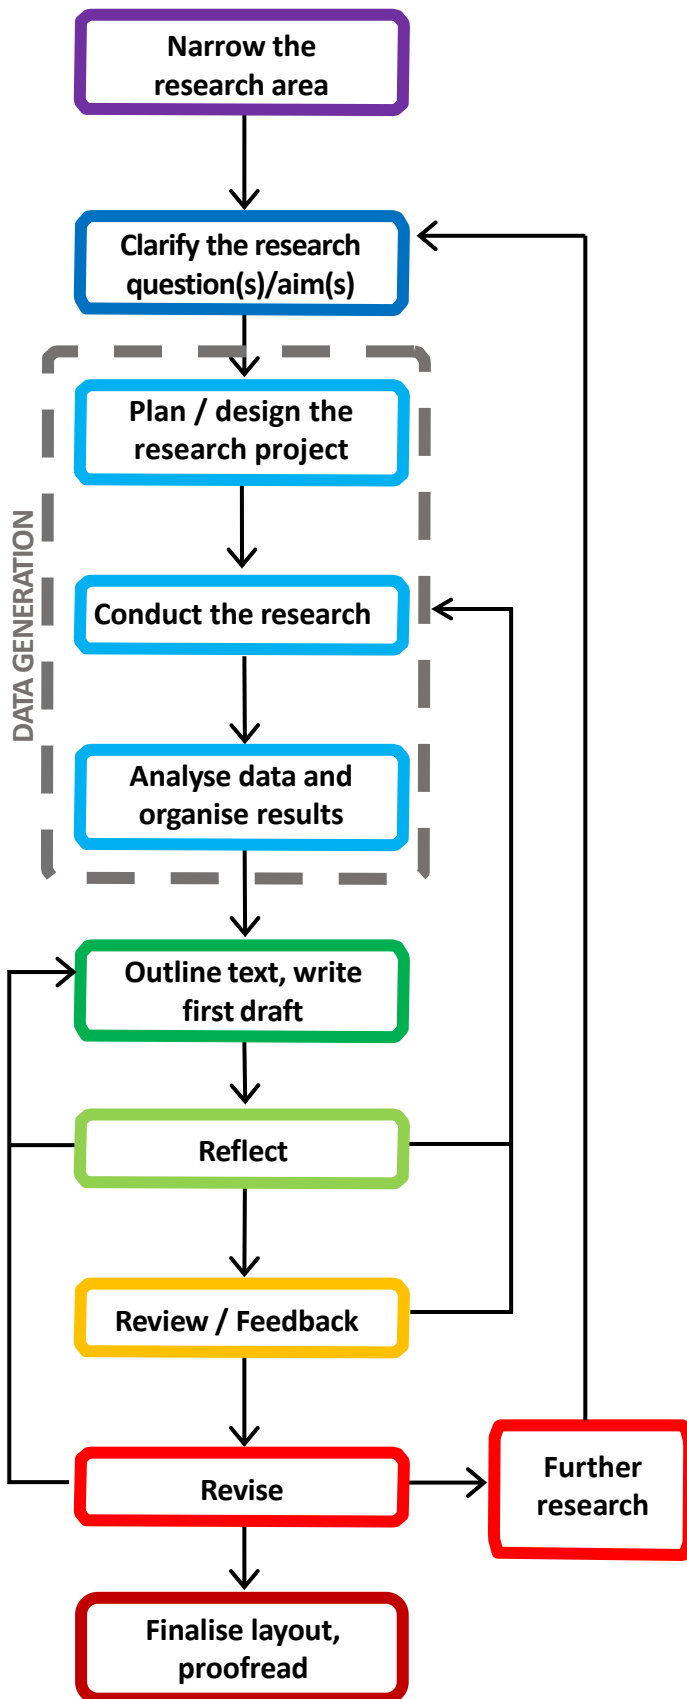 Narrow the
research area
Clarify the research
question(s)/aim(s)
DATA GENERATION
Plan / design the
research project
Conduct the research
Analyse data and
organise results
Outline text, write
first draft
Reflect
Review / Feedback
Revise
Further
research
Finalise layout,
proofread